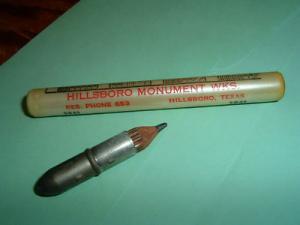 HILLSBORO MONUMENT WKS.
RES. PHONE 653 HILLSBORO, TEXAS